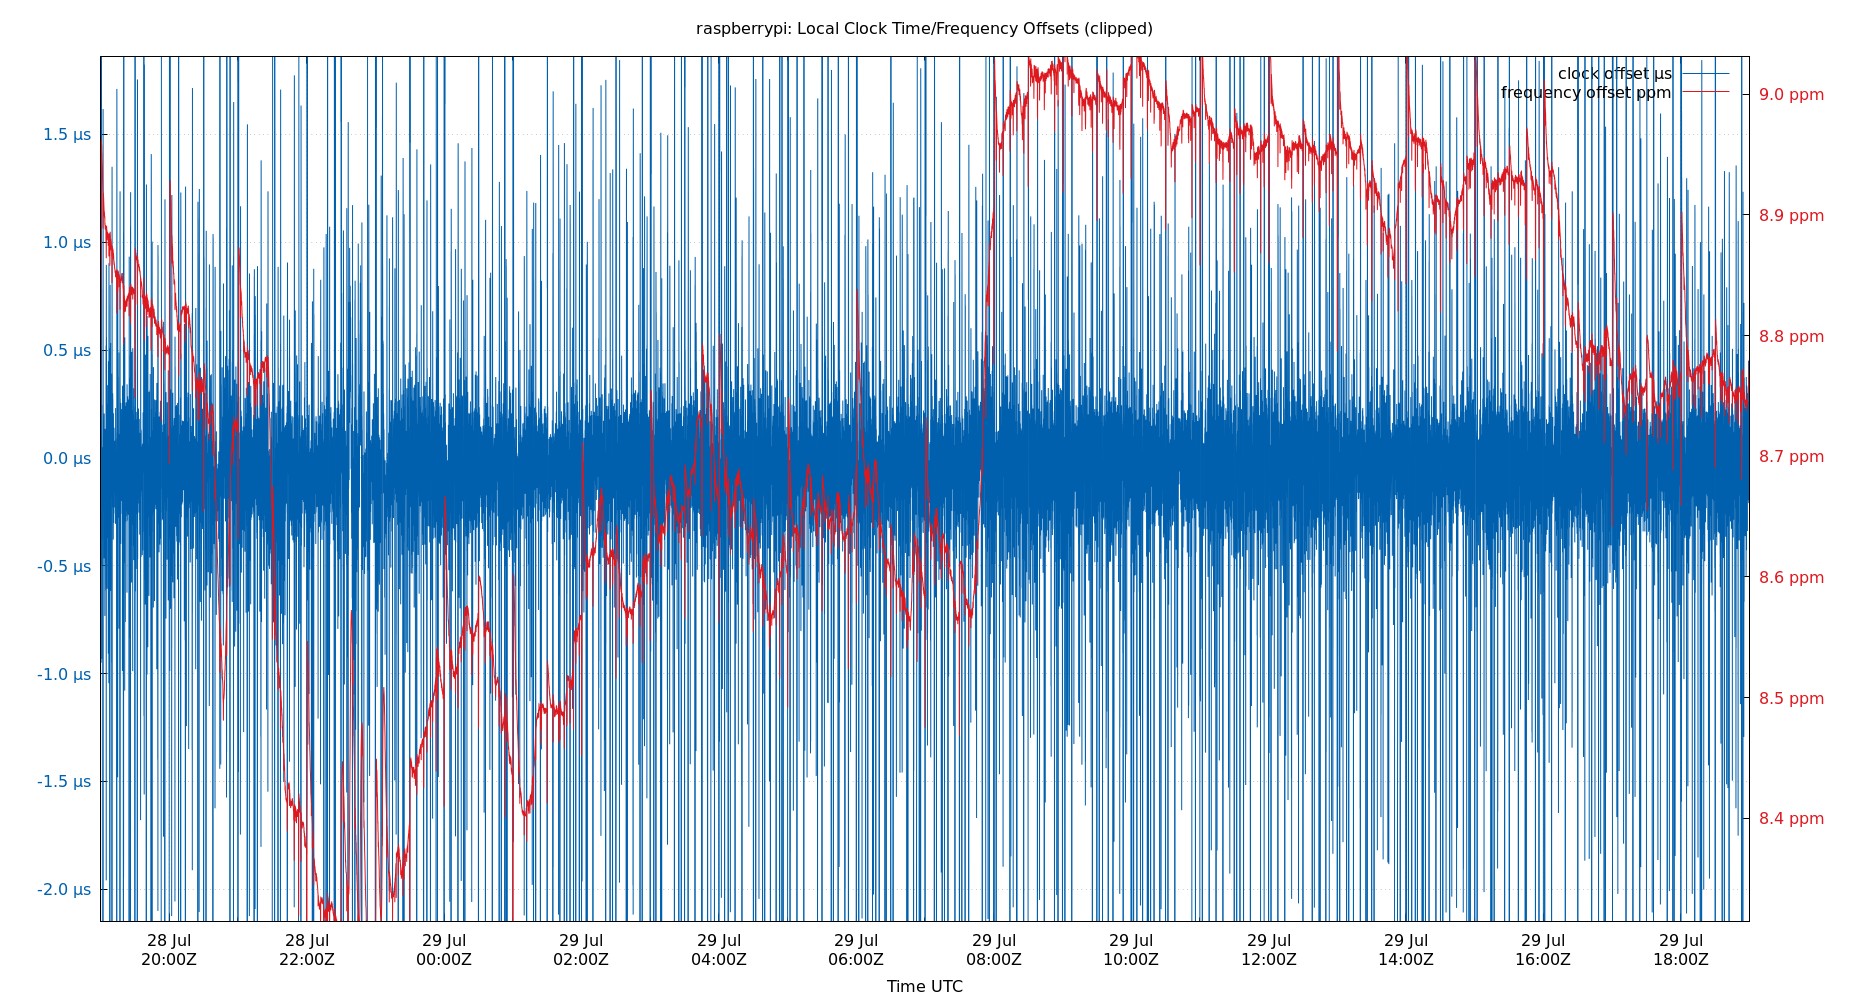 raspberrypi: Local Clock Time/Frequency Offsets (clipped)
clock offset µs
frequency offset ppm
1.5 µs
1.0 µs
0.5 µs
0.0 µs
-0.5 µs
-1.0 µs
-1.5 µs
-2.0 µs
9.0 ppm
8.9 ppm
8.8 ppm
8.7 ppm
8.6 ppm
8.5 ppm
8.4 ppm
28 Jul 28 Jul 29 Jul 29 Jul 29 Jul 29 Jul 29 Jul 29 Jul 29 Jul 29 Jul 29 Jul 29 Jul
20:00Z 22:00Z 00:00Z 02:00Z 04:00Z 06:00Z 08:00Z 10:00Z 12:00Z 14:00Z 16:00Z 18:00Z
Time UTC